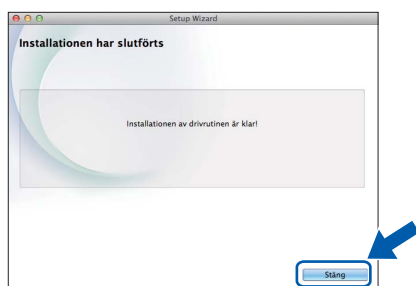 Setup Wizard
Installationen har slutförts
Installationen av drivrutinen är klar!
Stäng